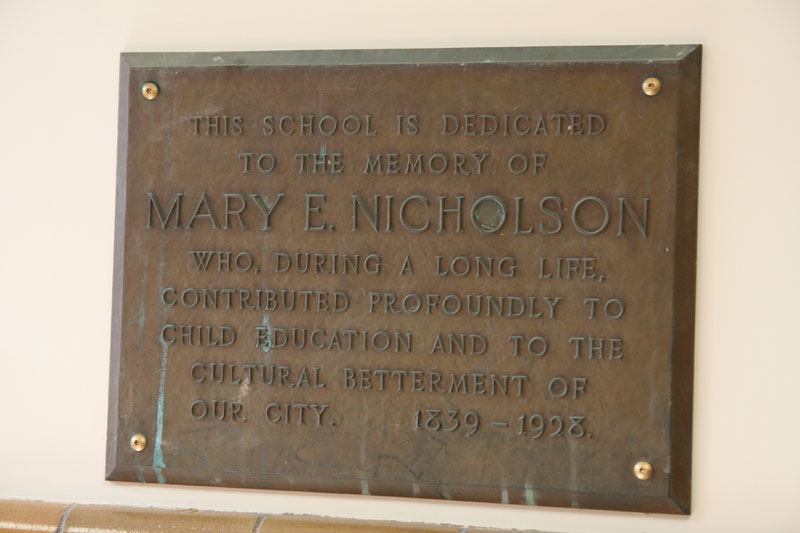 THIS SCHOOL IS DEDICATED
TO THE MEMORY OF
MARY E. NICHOLSON
WHO, DURING A LONG LIFE,
CONTRIBUTED PROFOUNDLY TO
CHILD EDUCATION AND TO THE
CULTURAL BETTERMENT OF
OUR CITY. 1839-1928.